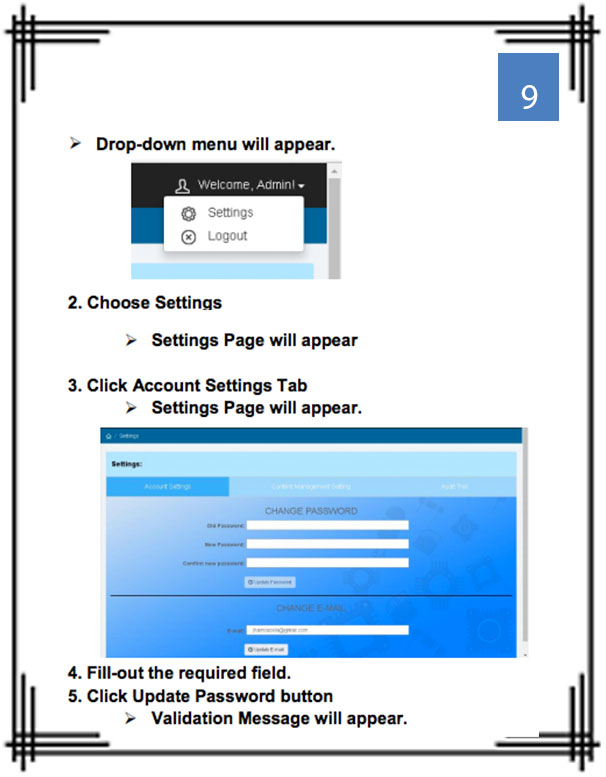 9
➢ Drop-down menu will appear.
Welcome, Admin!
Settings
Logout
2. Choose Settings
➢ Settings Page will appear
3. Click Account Settings Tab
➢ Settings Page will appear.
/ Settings
Settings:
Account Settings Content Management Setting Audit Trail
CHANGE PASSWORD
Old Password:
New Password:
Confirm new password:
Update Password
CHANGE E-MAIL
E-mail:
Update E-mail
4. Fill-out the required field.
5. Click Update Password button
➢ Validation Message will appear.